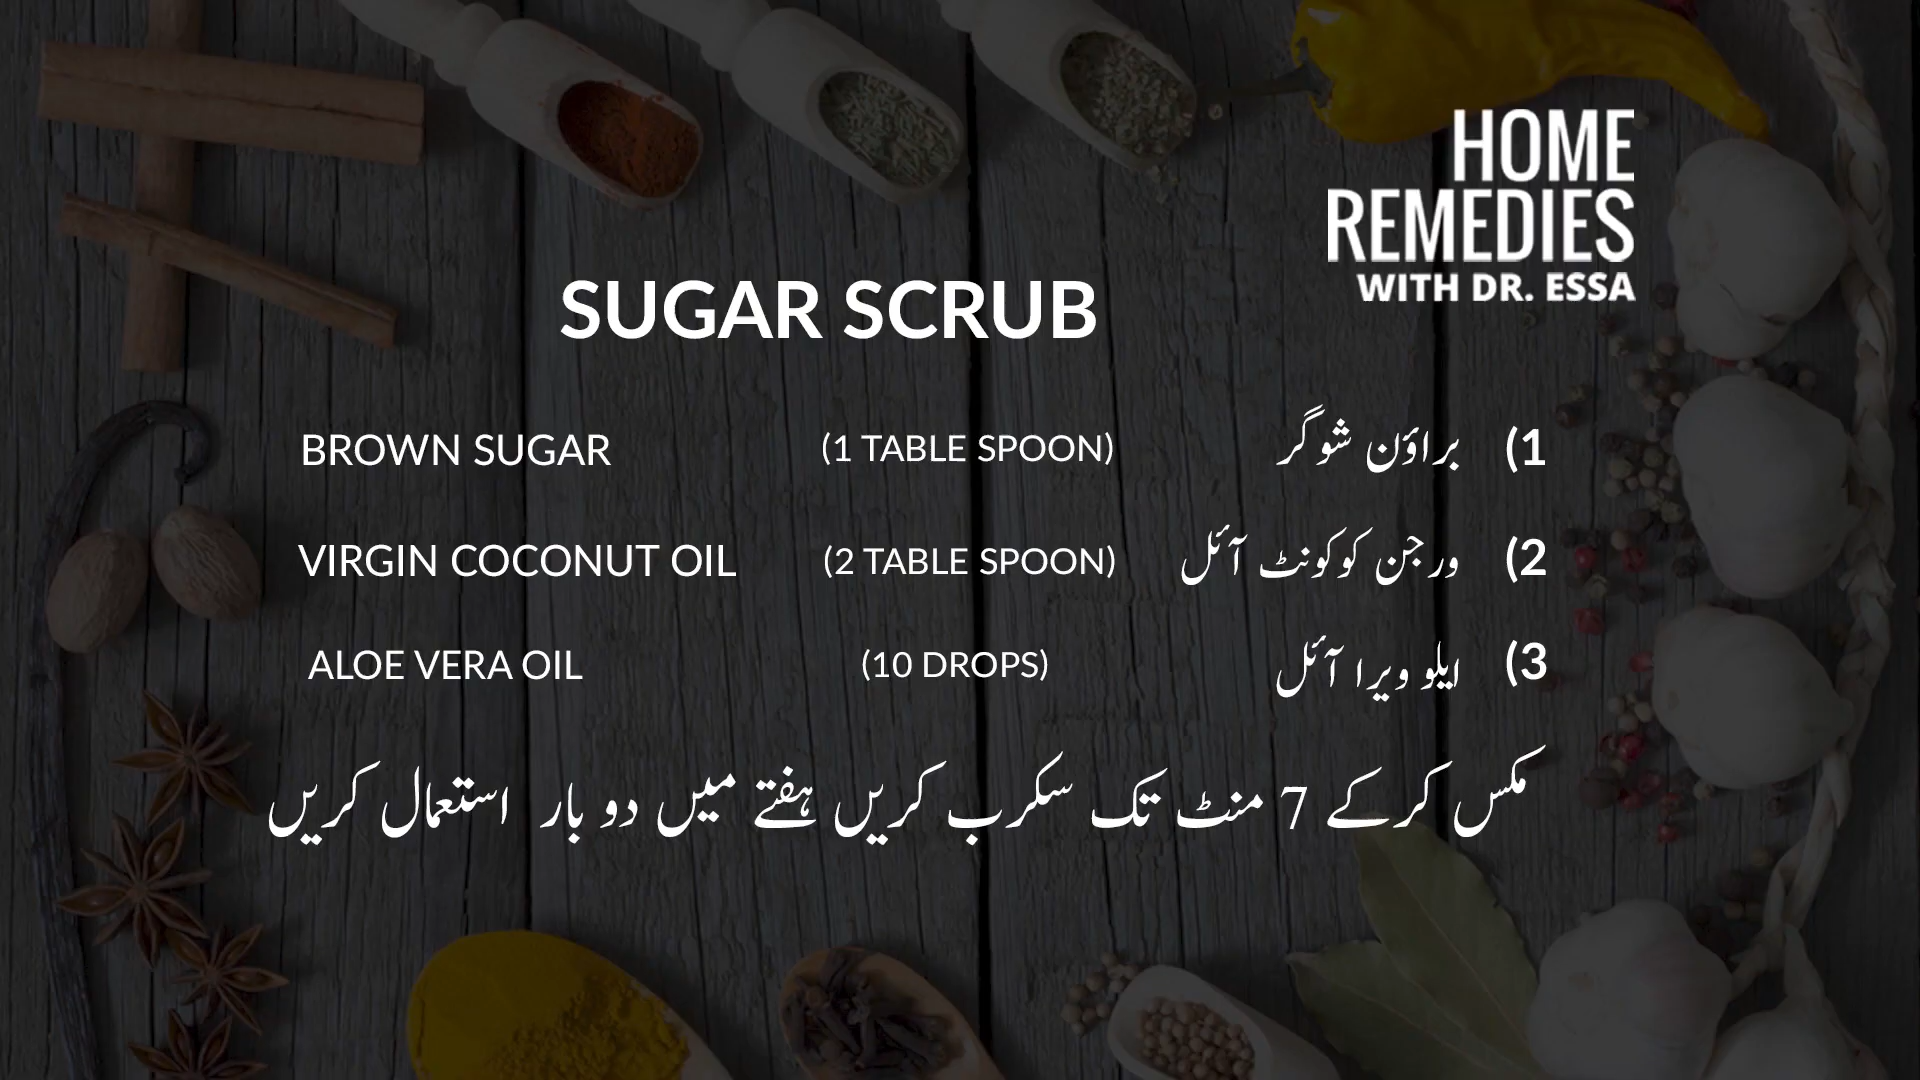 HOME
REMEDIES
WITH DR. ESSA
SUGAR SCRUB
BROWN SUGAR (1 TABLE SPOON) براؤن شوگر (1
VIRGIN COCONUT OIL (2 TABLE SPOON) ورجن کوکونٹ آئل (2
ALOE VERA OIL (10 DROPS) ایلو ویرا آئل (3
مکس کرکے 7 منٹ تک سکرب کریں ہفتے میں دو بار استعمال کریں